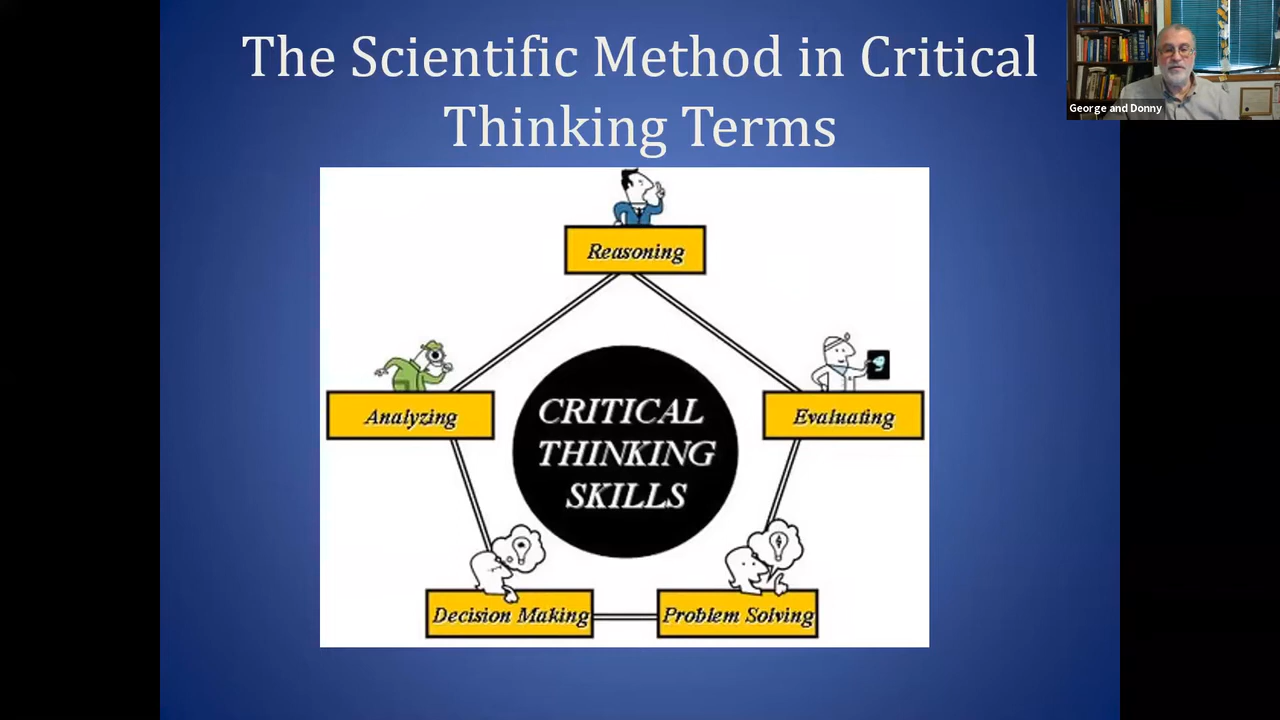 The Scientific Method in Critical
Thinking Terms
George and Donny
Reasoning
Analyzing
Evaluating
CRITICAL
THINKING
SKILLS
Decision Making
Problem Solving